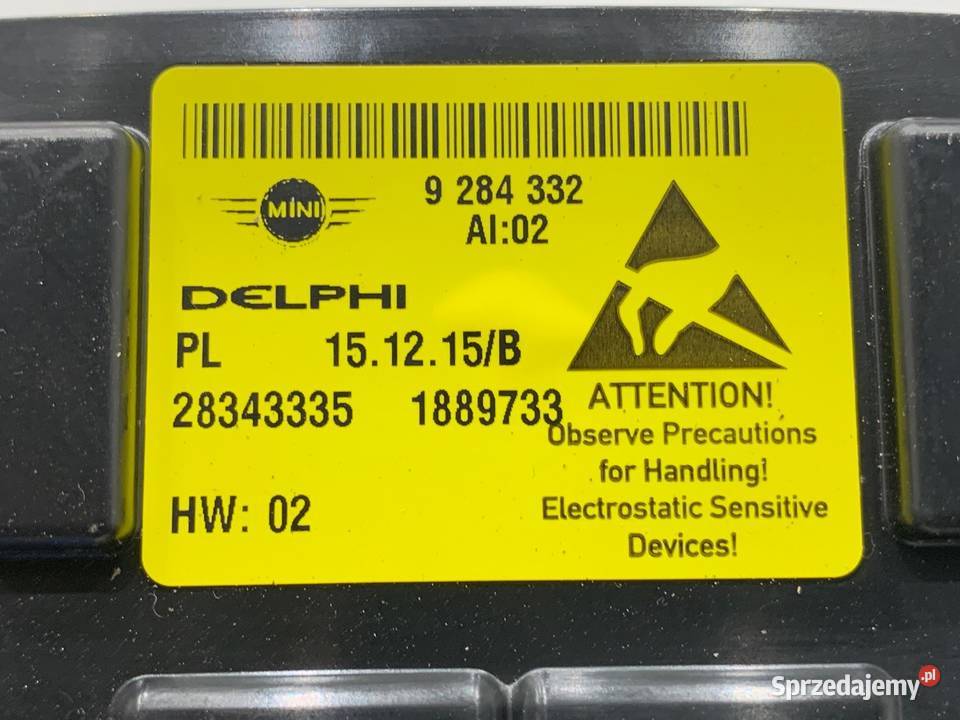 MINI
9 284 332
AI:02
DELPHI
PL 15.12.15/B
28343335 1889733
HW: 02
ATTENTION!
Observe Precautions
for Handling!
Electrostatic Sensitive
Devices!
Sprzedajemy.pl